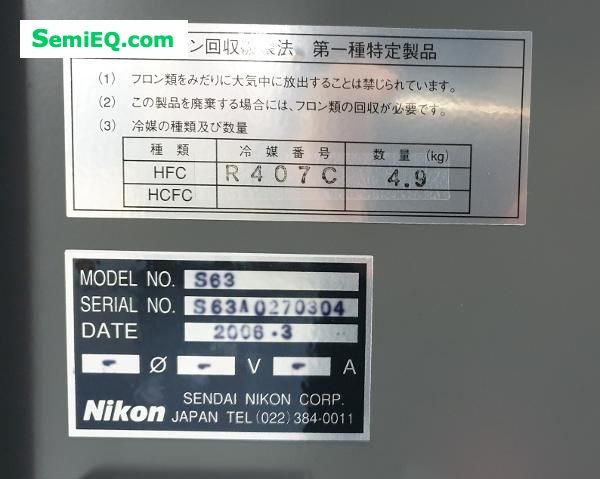 SemiEQ.com
ン回収破壊法 第一種特定製品
(1) フロン類をみだりに大気中に放出することは禁じられています。
(2) この製品を廃棄する場合には、フロン類の回収が必要です。
(3) 冷媒の種類及び数量
種類 冷媒番号 数量 (kg)
HFC R407C 4.9
HCFC
MODEL NO. S63
SERIAL NO. S63A0270304
DATE 2006.3
- Ø - V - A
Nikon SENDAI NIKON CORP.
JAPAN TEL (022) 384-0011